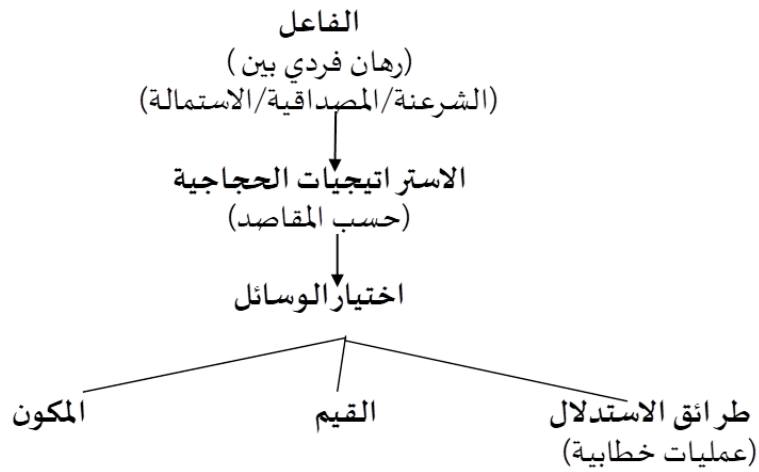 الفاعل
(رهان فردي بين)
(الشرعنة/المصداقية/الاستمالة)
الاستراتيجيات الحجاجية
(حسب المقاصد)
اختيار الوسائل
طرائق الاستدلال
(عمليات خطابية)
القيم
المكون